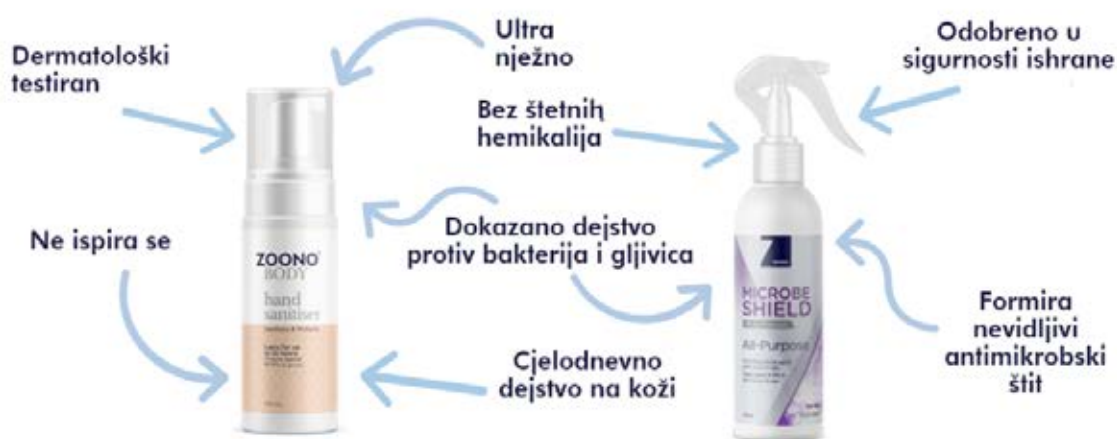 Dermatološki
testiran
Ultra
nježno
Odobreno u
sigurnosti ishrane
Bez štetnih
hemikalija
Ne ispira se
Dokazano dejstvo
protiv bakterija i gljivica
Cjelodnevno
dejstvo na koži
Formira
nevidljivi
antimikrobski
štit
ZOONO
BODY
hand
sanitiser
MICROBE
SHIELD
All-Purpose